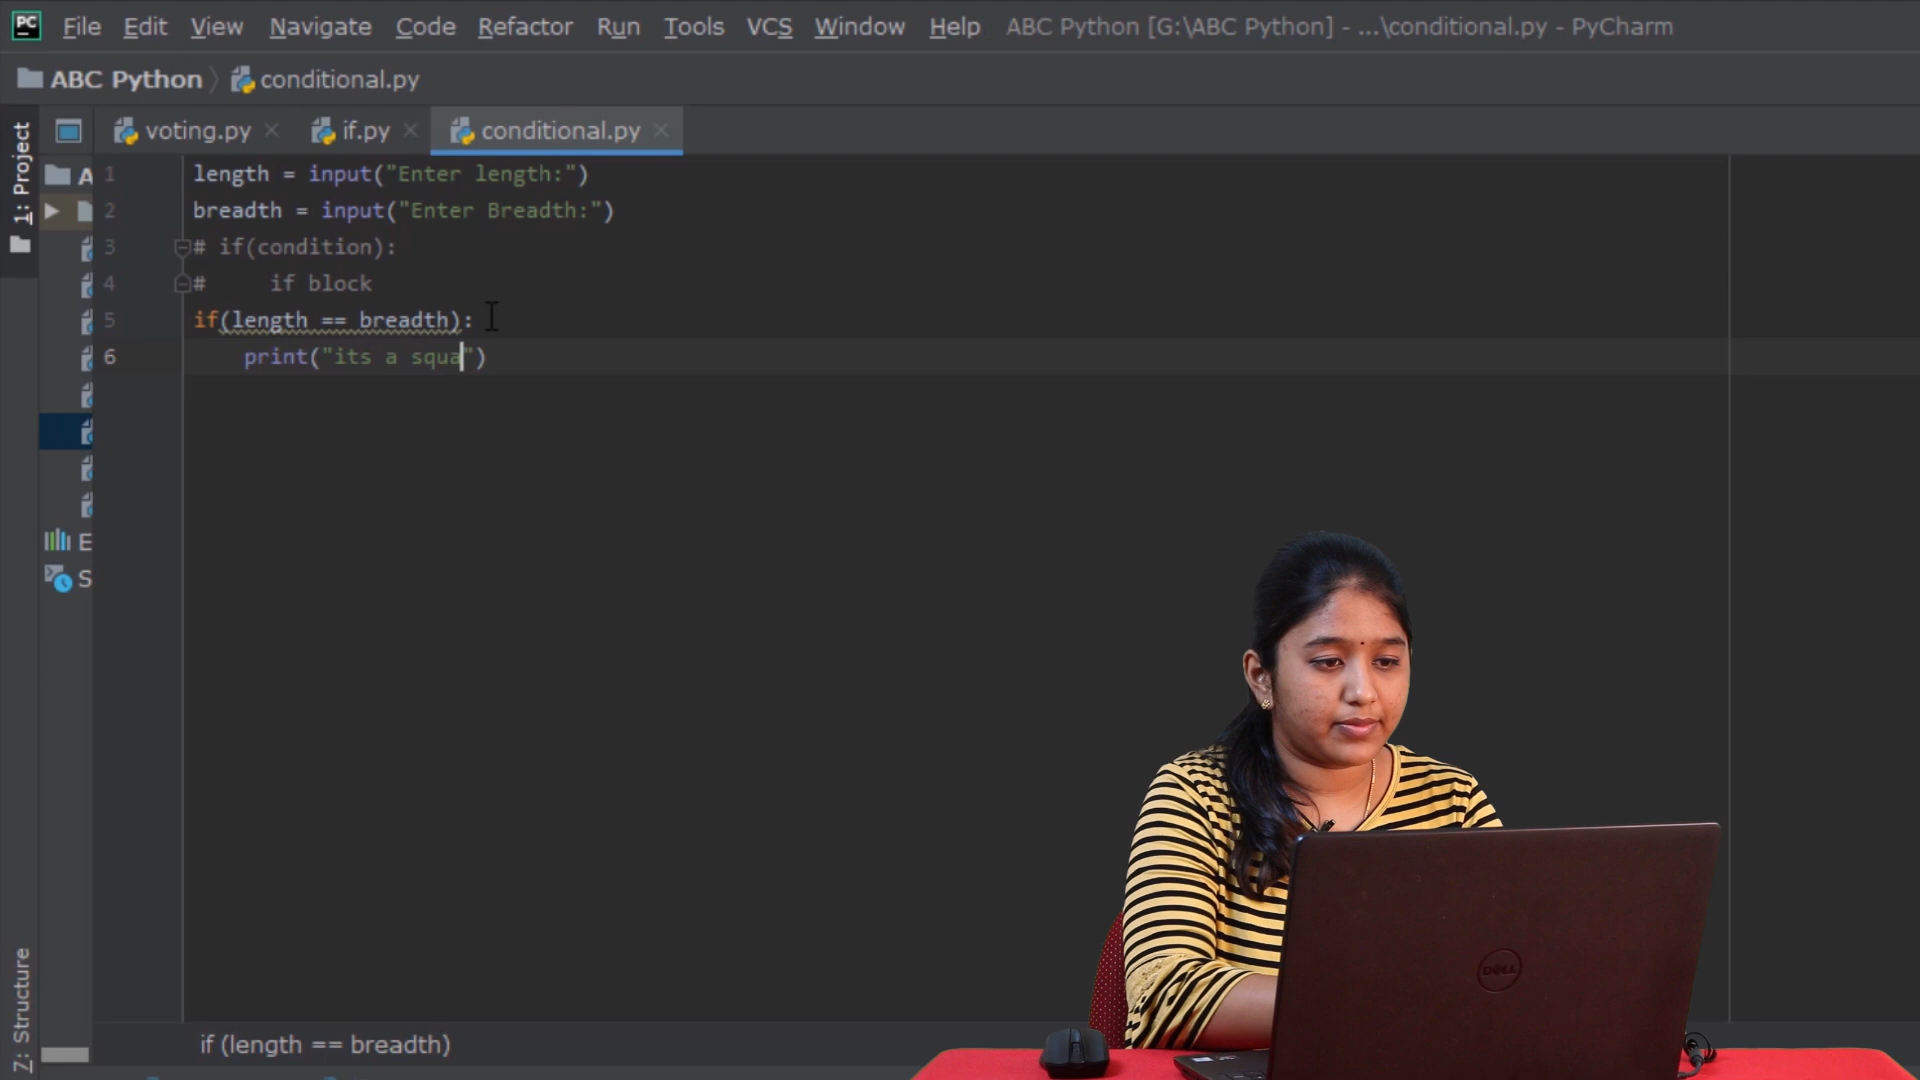 PC File Edit View Navigate Code Refactor Run Tools VCS Window Help ABC Python [G:\ABC Python] - ...\conditional.py - PyCharm
ABC Python conditional.py
voting.py if.py conditional.py
1: Project
A
E
S
1 length = input("Enter length:")
2 breadth = input("Enter Breadth:")
3 # if(condition):
4 #     if block
5 if(length == breadth):
6     print("its a squa")
if (length == breadth)
Z: Structure
DELL